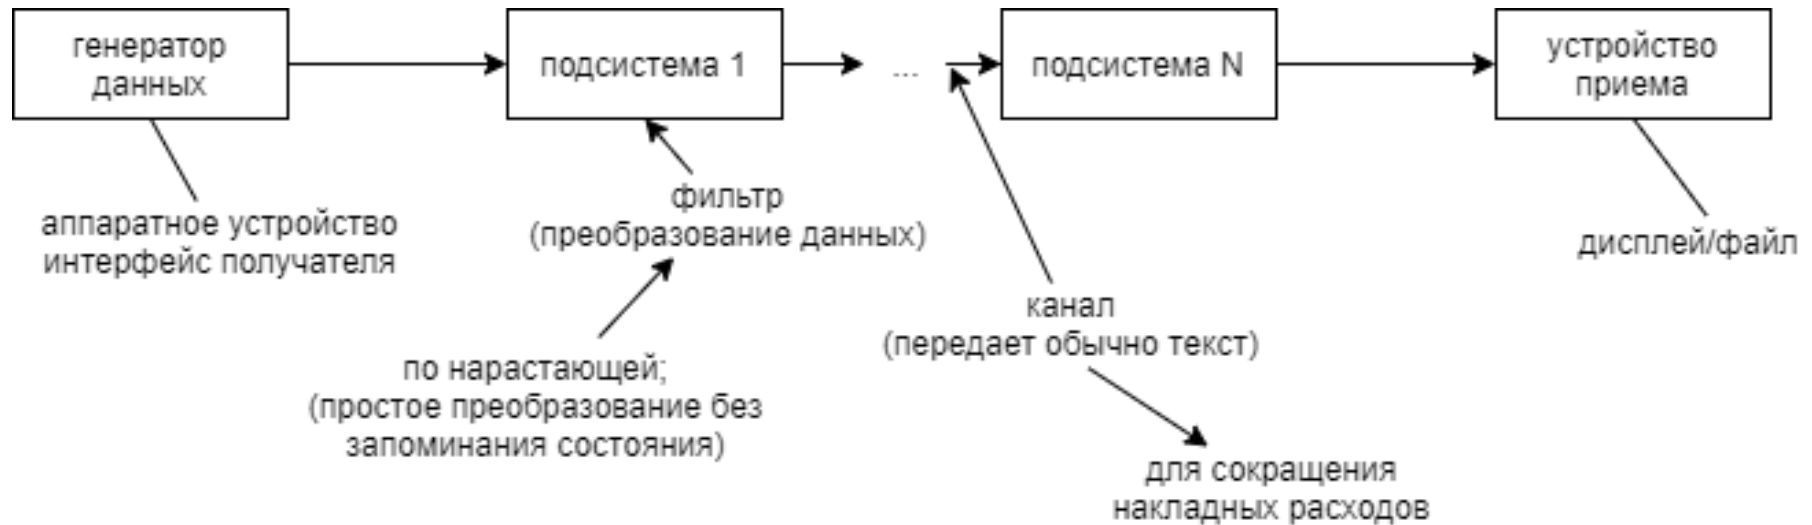 генератор
данных
подсистема 1
...
подсистема N
устройство
приема
аппаратное устройство
интерфейс получателя
фильтр
(преобразование данных)
дисплей/файл
канал
(передает обычно текст)
по нарастающей;
(простое преобразование без
запоминания состояния)
для сокращения
накладных расходов